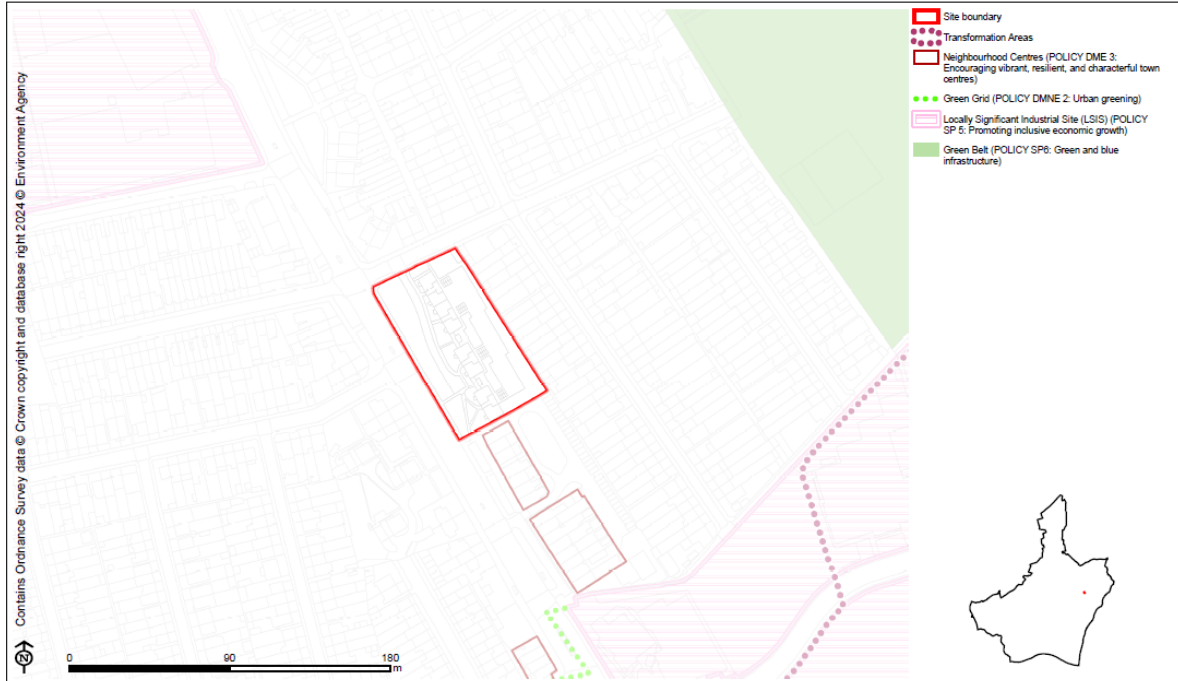 Site boundary
Transformation Areas
Neighbourhood Centres (POLICY DME 3:
Encouraging vibrant, resilient, and characterful town
centres)
Green Grid (POLICY DMNE 2: Urban greening)
Locally Significant Industrial Site (LSIS) (POLICY
SP 5: Promoting inclusive economic growth)
Green Belt (POLICY SP6: Green and blue
infrastructure)
Contains Ordnance Survey data © Crown copyright and database right 2024 © Environment Agency
N
0 90 180
m